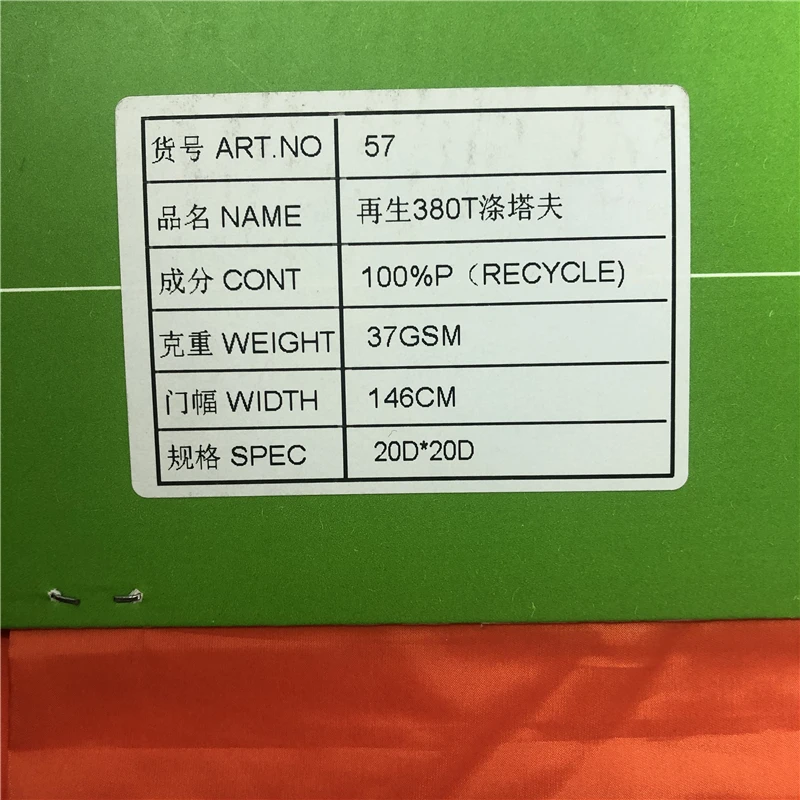 货号 ART.NO 57
品名 NAME 再生380T涤塔夫
成分 CONT 100%P（RECYCLE)
克重 WEIGHT 37GSM
门幅 WIDTH 146CM
规格 SPEC 20D*20D